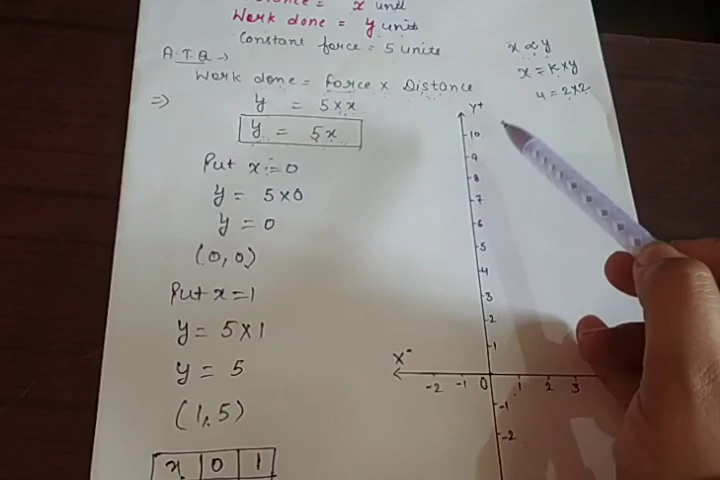 = x unit
Work done = y units
Constant force = 5 units
A.T.Q →
Work done = force × Distance
⇒ y = 5 × x
y = 5x
Put x = 0
y = 5×0
y = 0
(0,0)
Put x = 1
y = 5×1
y = 5
(1,5)
x 0 1
x ∝ y
x = k × y
4 = 2×2
Y+
10
9
8
7
6
5
4
3
2
1
X- -2 -1 0 1 2 3
-1
-2